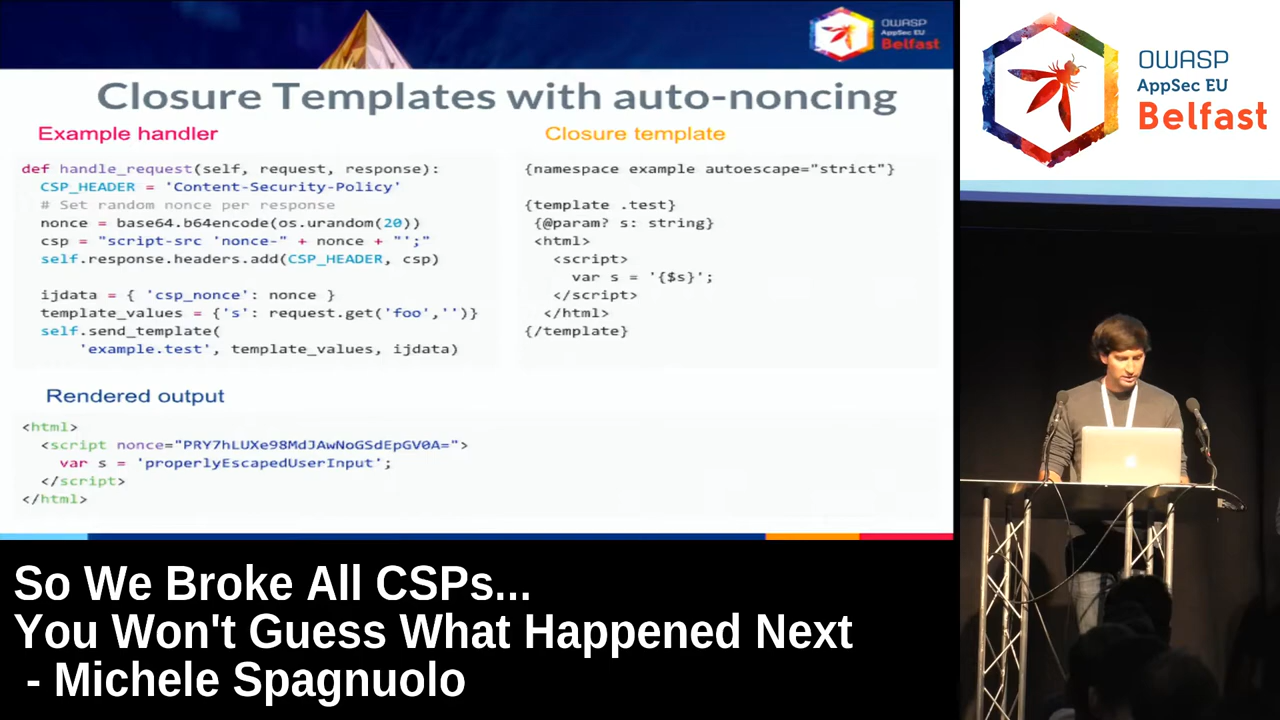 OWASP
AppSec EU
Belfast
Closure Templates with auto-noncing
Example handler
def handle_request(self, request, response):
CSP_HEADER = 'Content-Security-Policy'
# Set random nonce per response
nonce = base64.b64encode(os.urandom(20))
csp = "script-src 'nonce-" + nonce + "';"
self.response.headers.add(CSP_HEADER, csp)
ijdata = { 'csp_nonce': nonce }
template_values = {'s': request.get('foo','')}
self.send_template(
'example.test', template_values, ijdata)
Closure template
{namespace example autoescape="strict"}
{template .test}
{@param? s: string}
<html>
<script>
var s = '{$s}';
</script>
</html>
{/template}
Rendered output
<html>
<script nonce="PRY7hLUXe98MdJAwNoGSdEpGV0A=">
var s = 'properlyEscapedUserInput';
</script>
</html>
OWASP
AppSec EU
Belfast
So We Broke All CSPs...
You Won't Guess What Happened Next
- Michele Spagnuolo